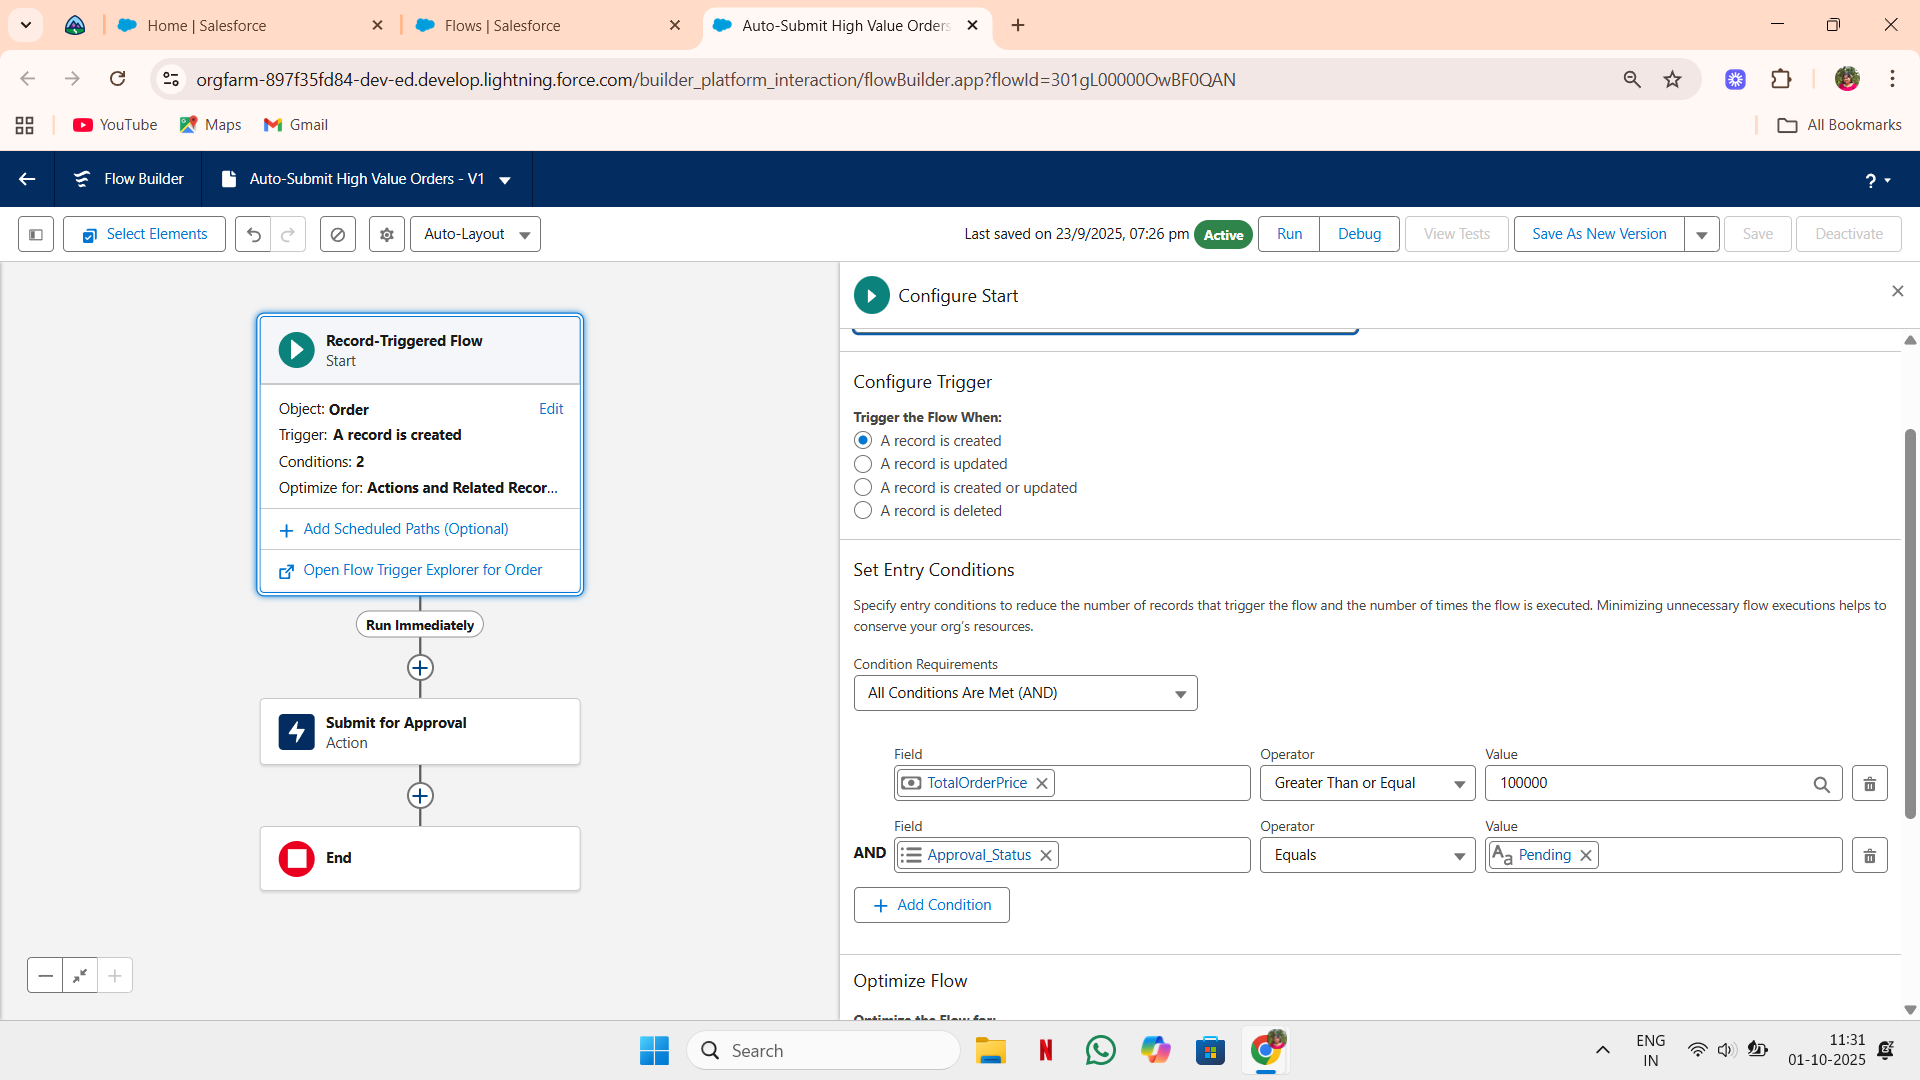 Home | Salesforce
Flows | Salesforce
Auto-Submit High Value Orders
orgfarm-897f35fd84-dev-ed.develop.lightning.force.com/builder_platform_interaction/flowBuilder.app?flowId=301gL00000OwBF0QAN
YouTube
Maps
Gmail
All Bookmarks
Flow Builder
Auto-Submit High Value Orders - V1
?
Select Elements
Auto-Layout
Last saved on 23/9/2025, 07:26 pm
Active
Run
Debug
View Tests
Save As New Version
Save
Deactivate
Record-Triggered Flow
Start
Object: Order
Edit
Trigger: A record is created
Conditions: 2
Optimize for: Actions and Related Recor...
Add Scheduled Paths (Optional)
Open Flow Trigger Explorer for Order
Run Immediately
Submit for Approval
Action
End
Configure Start
Configure Trigger
Trigger the Flow When:
A record is created
A record is updated
A record is created or updated
A record is deleted
Set Entry Conditions
Specify entry conditions to reduce the number of records that trigger the flow and the number of times the flow is executed. Minimizing unnecessary flow executions helps to
conserve your org's resources.
Condition Requirements
All Conditions Are Met (AND)
Field
Operator
Value
TotalOrderPrice
Greater Than or Equal
100000
Field
Operator
Value
AND
Approval_Status
Equals
Aa Pending
Add Condition
Optimize Flow
Optimize the Flow for:
Search
N
ENG
IN
11:31
01-10-2025